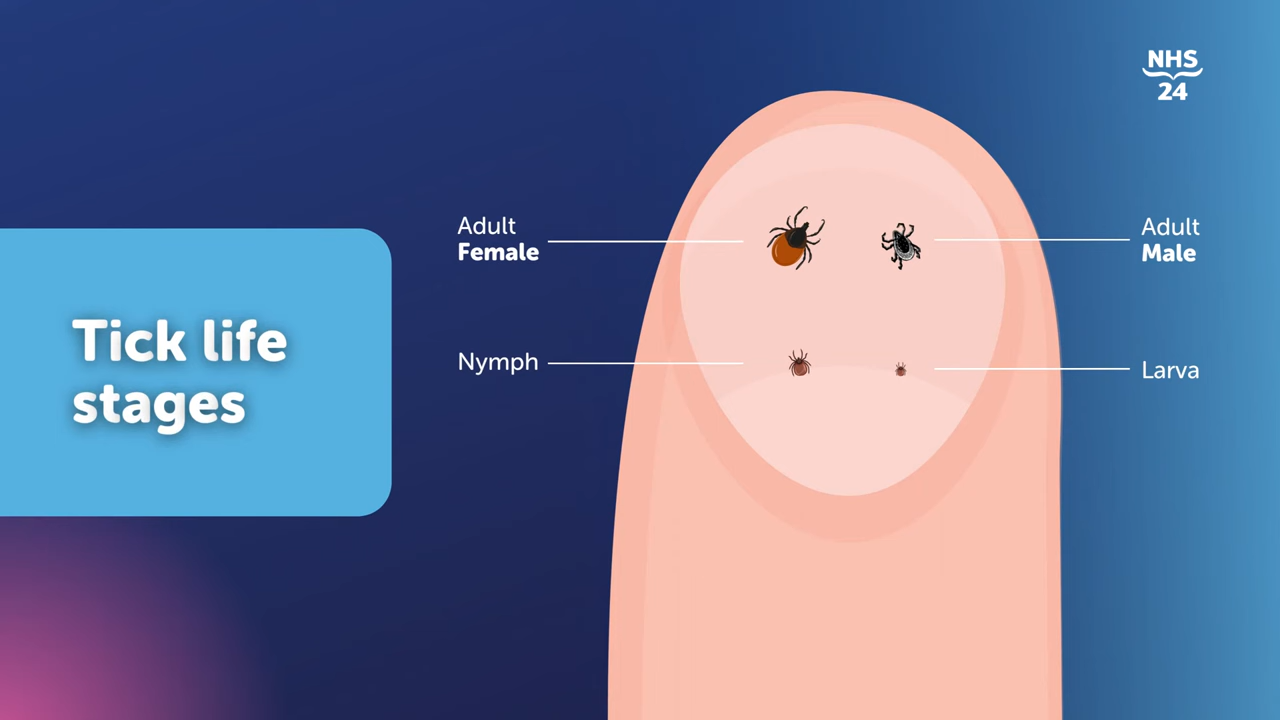 NHS
24
Tick life
stages
Adult
Female
Adult
Male
Nymph
Larva